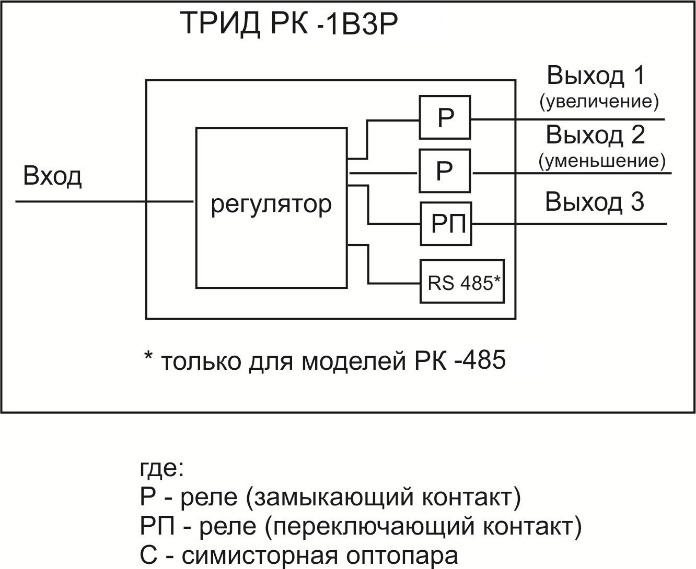 ТРИД РК -1В3Р
Выход 1
(увеличение)
Р
Выход 2
(уменьшение)
Р
Вход
регулятор
Выход 3
РП
RS 485*
* только для моделей РК -485
где:
Р - реле (замыкающий контакт)
РП - реле (переключающий контакт)
С - симисторная оптопара